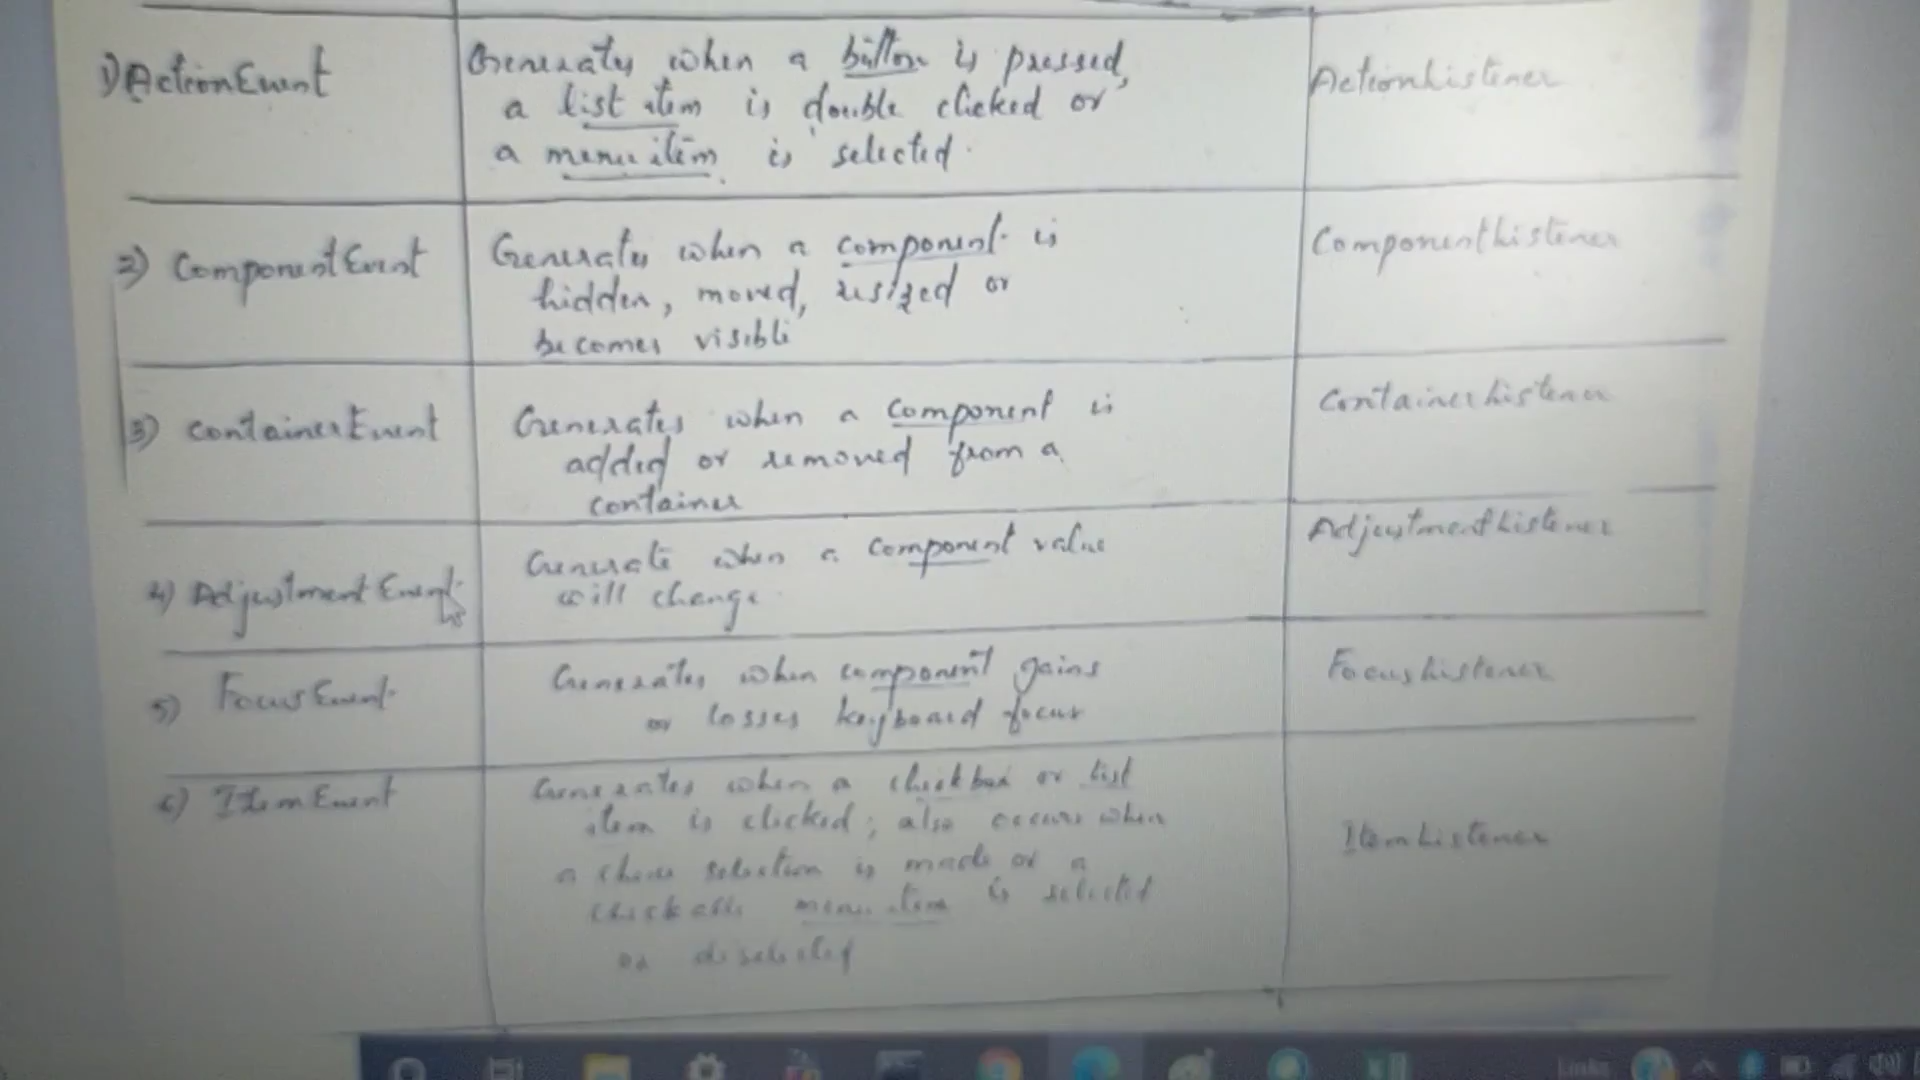 1) ActionEvent
Generates when a button is pressed,
a list item is double clicked or
a menu item is selected.
ActionListener
2) ComponentEvent
Generates when a component is
hidden, moved, resized or
becomes visible
ComponentListener
3) ContainerEvent
Generates when a component is
added or removed from a
container
ContainerListener
4) AdjustmentEvent
Generate when a component value
will change
AdjustmentListener
5) FocusEvent
Generates when component gains
or losses keyboard focus
FocusListener
6) ItemEvent
Generates when a checkbox or list
item is clicked; also occurs when
a choice selection is made or a
checkable menu item is selected
or deselected
ItemListener
Links